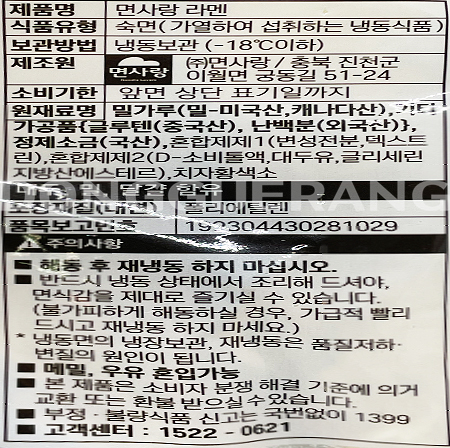 제품명 면사랑 라멘
식품유형 숙면(가열하여 섭취하는 냉동식품)
보관방법 냉동보관 (-18℃이하)
제조원 면사랑 ㈜면사랑/충북 진천군
이월면 궁동길 51-24
소비기한 앞면 상단 표기일까지
원재료명 밀가루(밀-미국산,캐나다산),기타
가공품{글루텐(중국산), 난백분(외국산)},
정제소금(국산),혼합제제1(변성전분,덱스트
린),혼합제제2(D-소비톨액,대두유,글리세린
지방산에스테르),치자황색소
대두, 밀, 달걀 함유
포장재질(내면) 폴리에틸렌
품목보고번호 192304430281029
주의사항
■ 해동 후 재냉동 하지 마십시오.
■ 반드시 냉동 상태에서 조리해 드셔야,
면식감을 제대로 즐기실 수 있습니다.
(불가피하게 해동하실 경우, 가급적 빨리
드시고 재냉동 하지 마세요.)
* 냉동면의 냉장보관, 재냉동은 품질저하·
변질의 원인이 됩니다.
■ 메밀, 우유 혼입가능
■ 본 제품은 소비자 분쟁 해결 기준에 의거
교환 또는 환불 받으실 수 있습니다.
■ 부정·불량식품 신고는 국번없이 1399
■ 고객센터 : 1522-0621